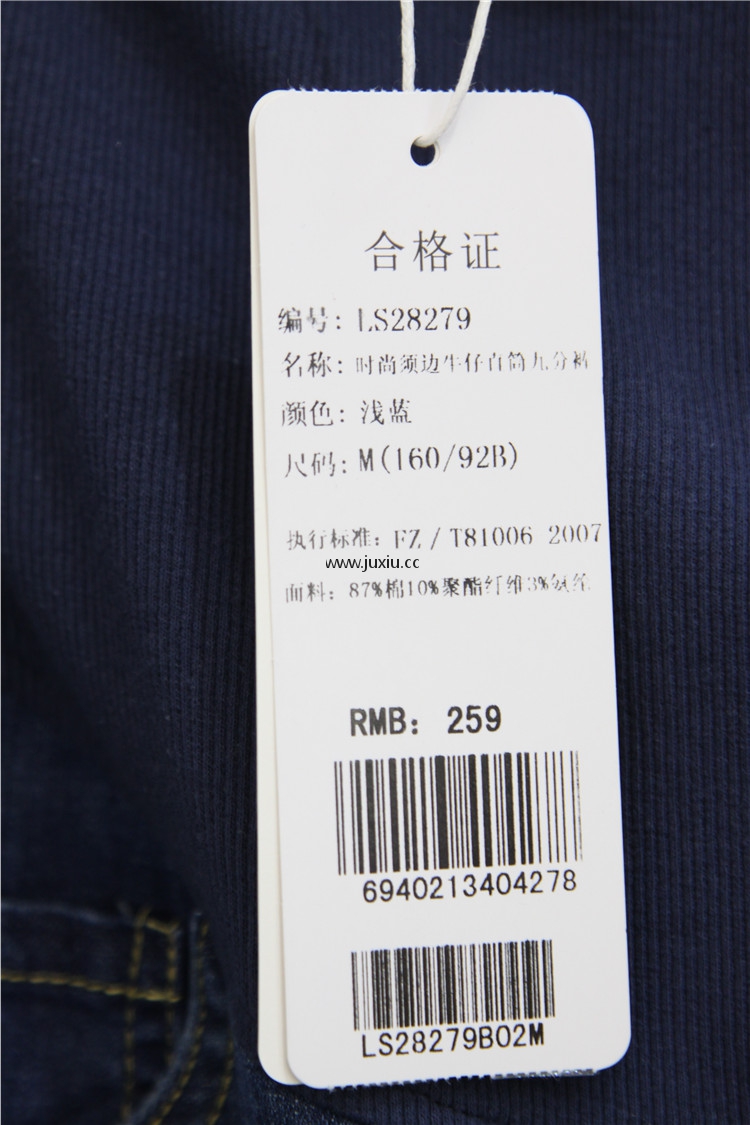 合格证
编号: LS28279
名称: 时尚须边牛仔直筒九分裤
颜色: 浅蓝
尺码: M(160/92B)
执行标准: FZ/T81006 2007
www.juxiu.cc
面料: 87%棉10%聚酯纤维3%氨纶
RMB: 259
6940213404278
LS28279B02M